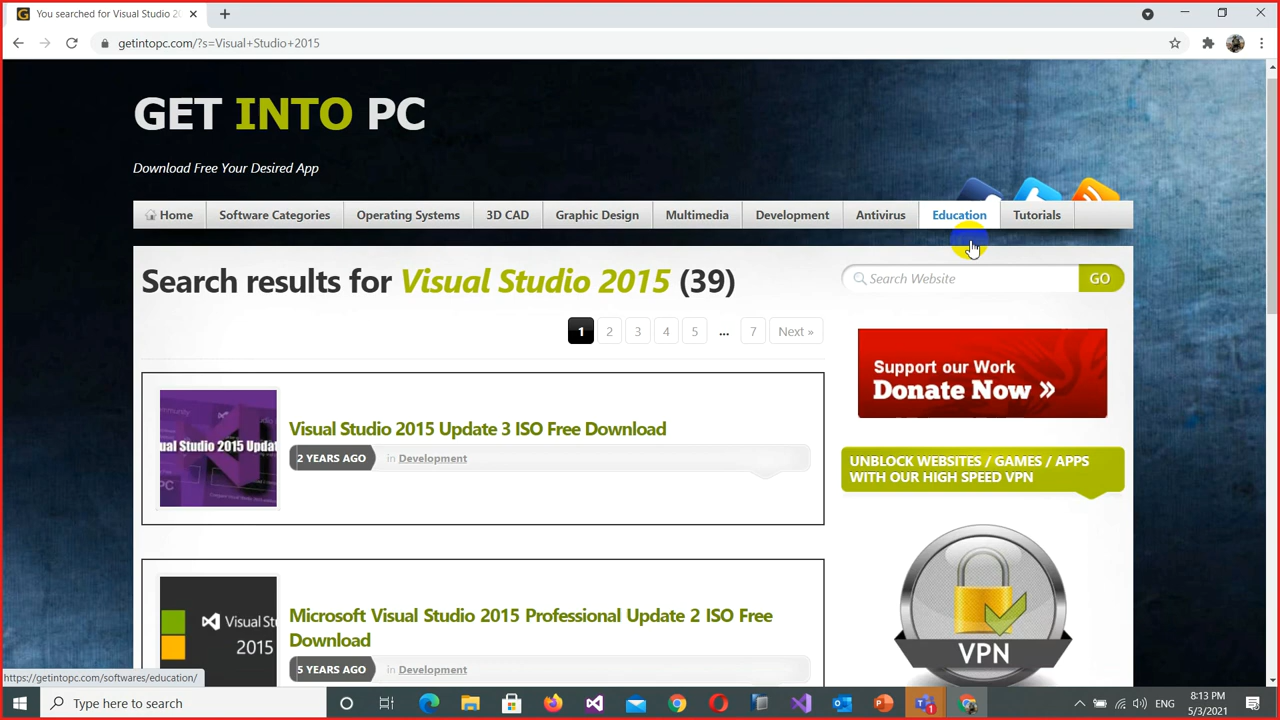 You searched for Visual Studio 20
getintopc.com/?s=Visual+Studio+2015
GET INTO PC
Download Free Your Desired App
Home
Software Categories
Operating Systems
3D CAD
Graphic Design
Multimedia
Development
Antivirus
Education
Tutorials
Search results for Visual Studio 2015 (39)
Search Website
GO
1 2 3 4 5 ... 7 Next »
Support our Work
Donate Now »
Visual Studio 2015 Update 3 ISO Free Download
2 YEARS AGO
in Development
UNBLOCK WEBSITES / GAMES / APPS
WITH OUR HIGH SPEED VPN
VPN
Microsoft Visual Studio 2015 Professional Update 2 ISO Free
Download
5 YEARS AGO
in Development
Visual Stu
2015
https://getintopc.com/softwares/education/
Type here to search
ENG
8:13 PM
5/3/2021